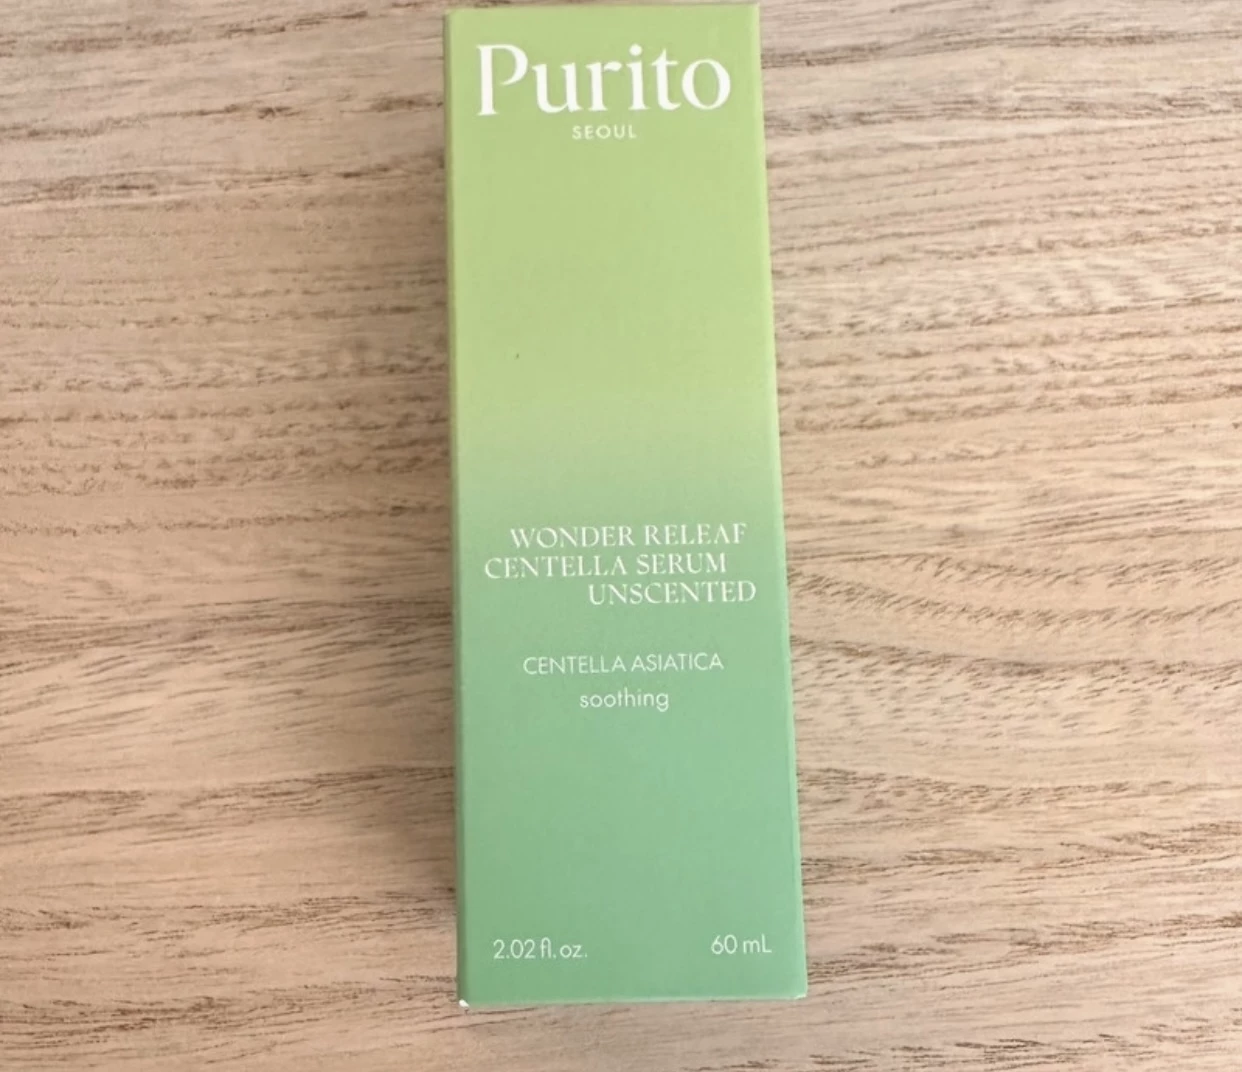 Purito
SEOUL
WONDER RELEAF
CENTELLA SERUM
UNSCENTED
CENTELLA ASIATICA
soothing
2.02 fl. oz. 60 mL